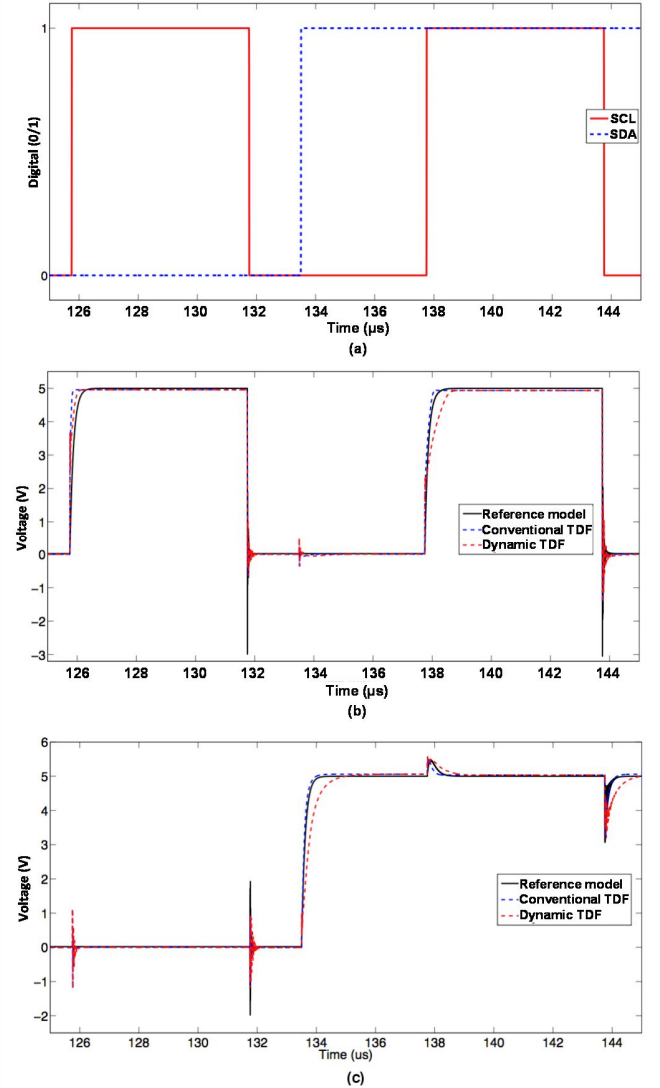 1
Digital (0/1)
0
SCL
SDA
126 128 130 132 134 136 138 140 142 144
Time (µs)
(a)
5
4
3
2
1
0
−1
−2
−3
Voltage (V)
Reference model
Conventional TDF
Dynamic TDF
126 128 130 132 134 136 138 140 142 144
Time (µs)
(b)
6
5
4
3
2
1
0
−1
−2
Voltage (V)
Reference model
Conventional TDF
Dynamic TDF
126 128 130 132 134 136 138 140 142 144
Time (us)
(c)